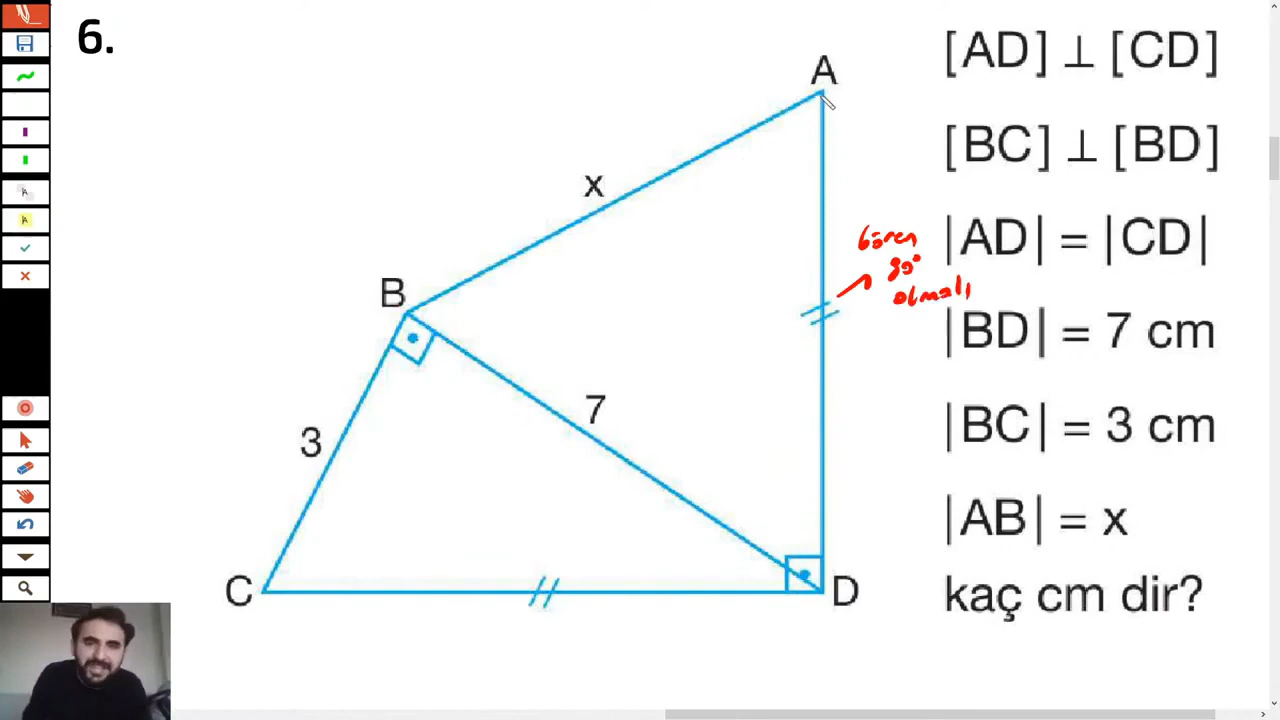 6.
A
x
B
3
7
C
D
Gören
90°
olmalı
[AD] ⊥ [CD]
[BC] ⊥ [BD]
|AD| = |CD|
|BD| = 7 cm
|BC| = 3 cm
|AB| = x
kaç cm dir?